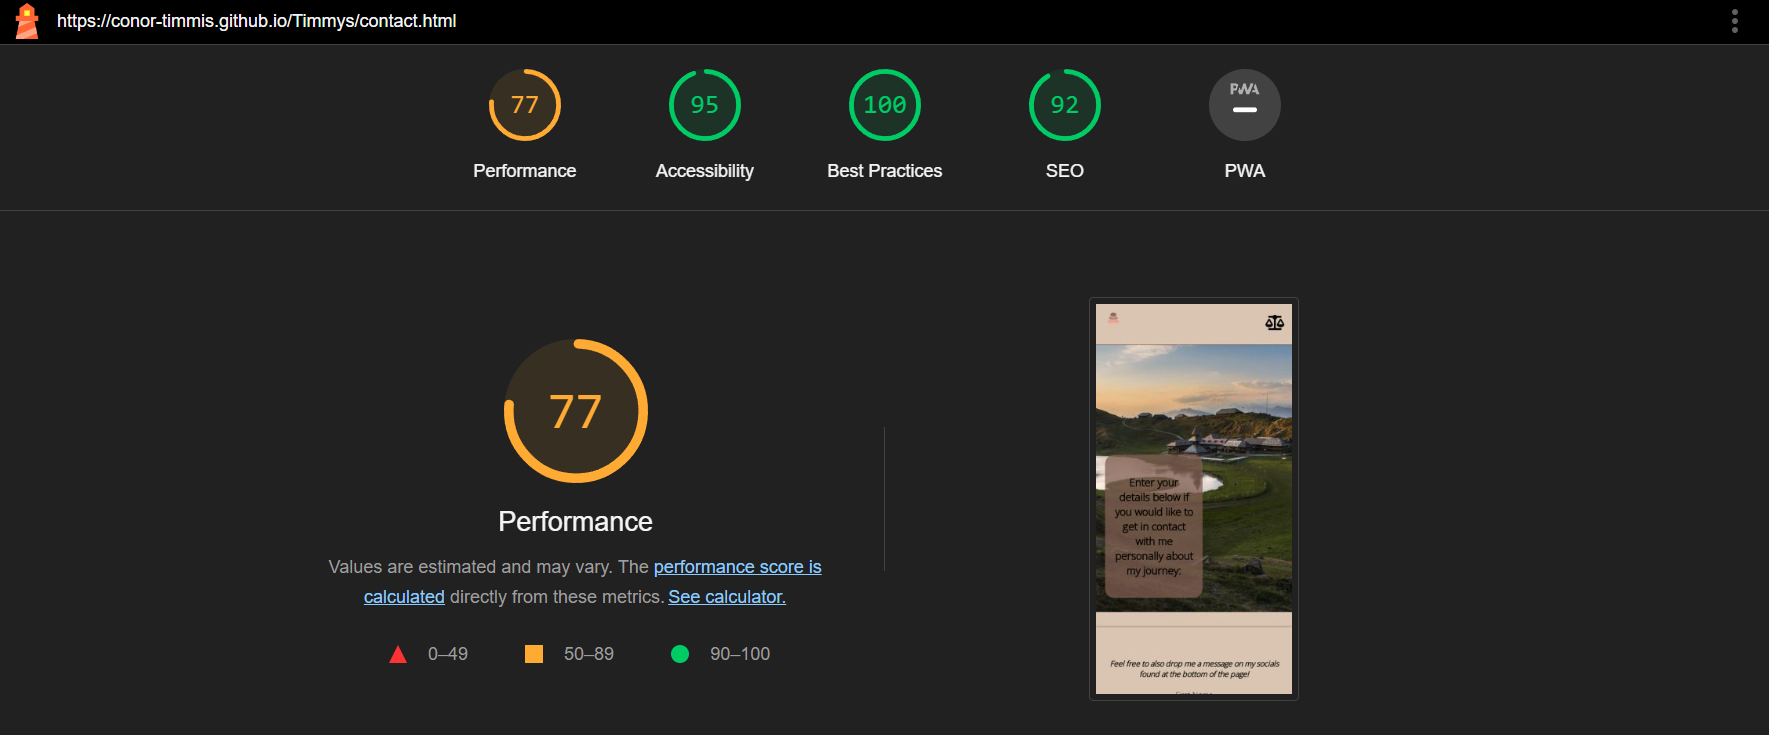 https://conor-timmis.github.io/Timmys/contact.html
77
95
100
92
PWA
Performance
Accessibility
Best Practices
SEO
PWA
77
Performance
Values are estimated and may vary. The performance score is
calculated directly from these metrics. See calculator.
0–49
50–89
90–100
Enter your
details below if
you would like to
get in contact
with me
personally about
my journey:
Feel free to also drop me a message on my socials
found at the bottom of the page!